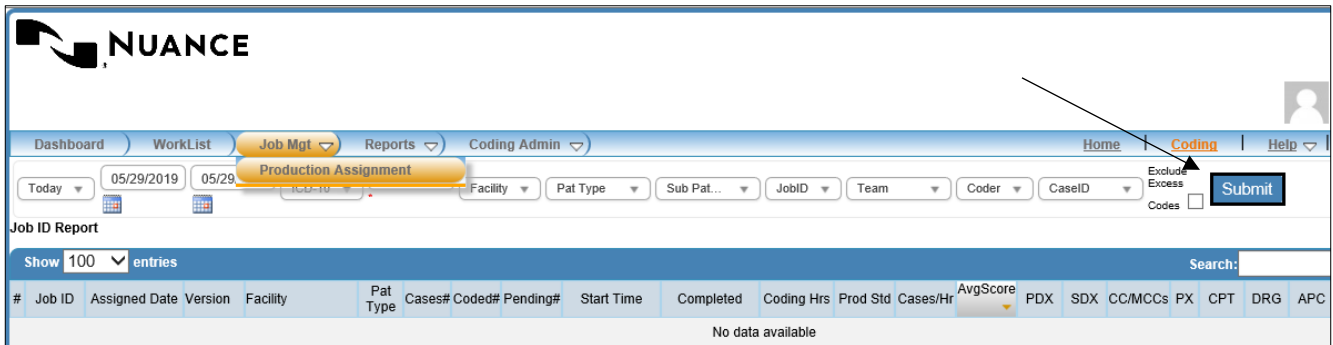 NUANCE
Dashboard WorkList Job Mgt Reports Coding Admin Home | Coding | Help |
Production Assignment
Today 05/29/2019 05/29. ICD-10 * Facility Pat Type Sub Pat... JobID Team Coder CaseID Exclude Excess Codes Submit
Job ID Report
Show 100 entries Search:
# Job ID Assigned Date Version Facility Pat Type Cases# Coded# Pending# Start Time Completed Coding Hrs Prod Std Cases/Hr AvgScore PDX SDX CC/MCCs PX CPT DRG APC
No data available